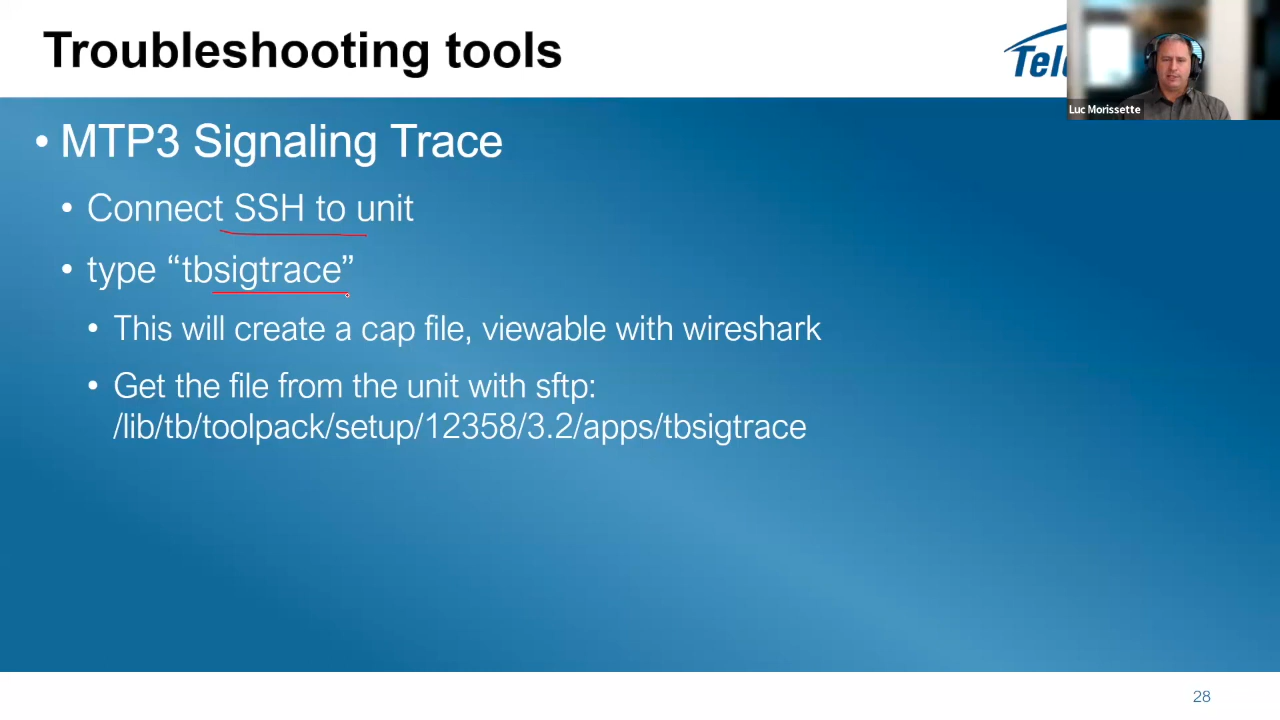 Troubleshooting tools
Luc Morissette
• MTP3 Signaling Trace
• Connect SSH to unit
• type “tbsigtrace”
• This will create a cap file, viewable with wireshark
• Get the file from the unit with sftp:
/lib/tb/toolpack/setup/12358/3.2/apps/tbsigtrace
28